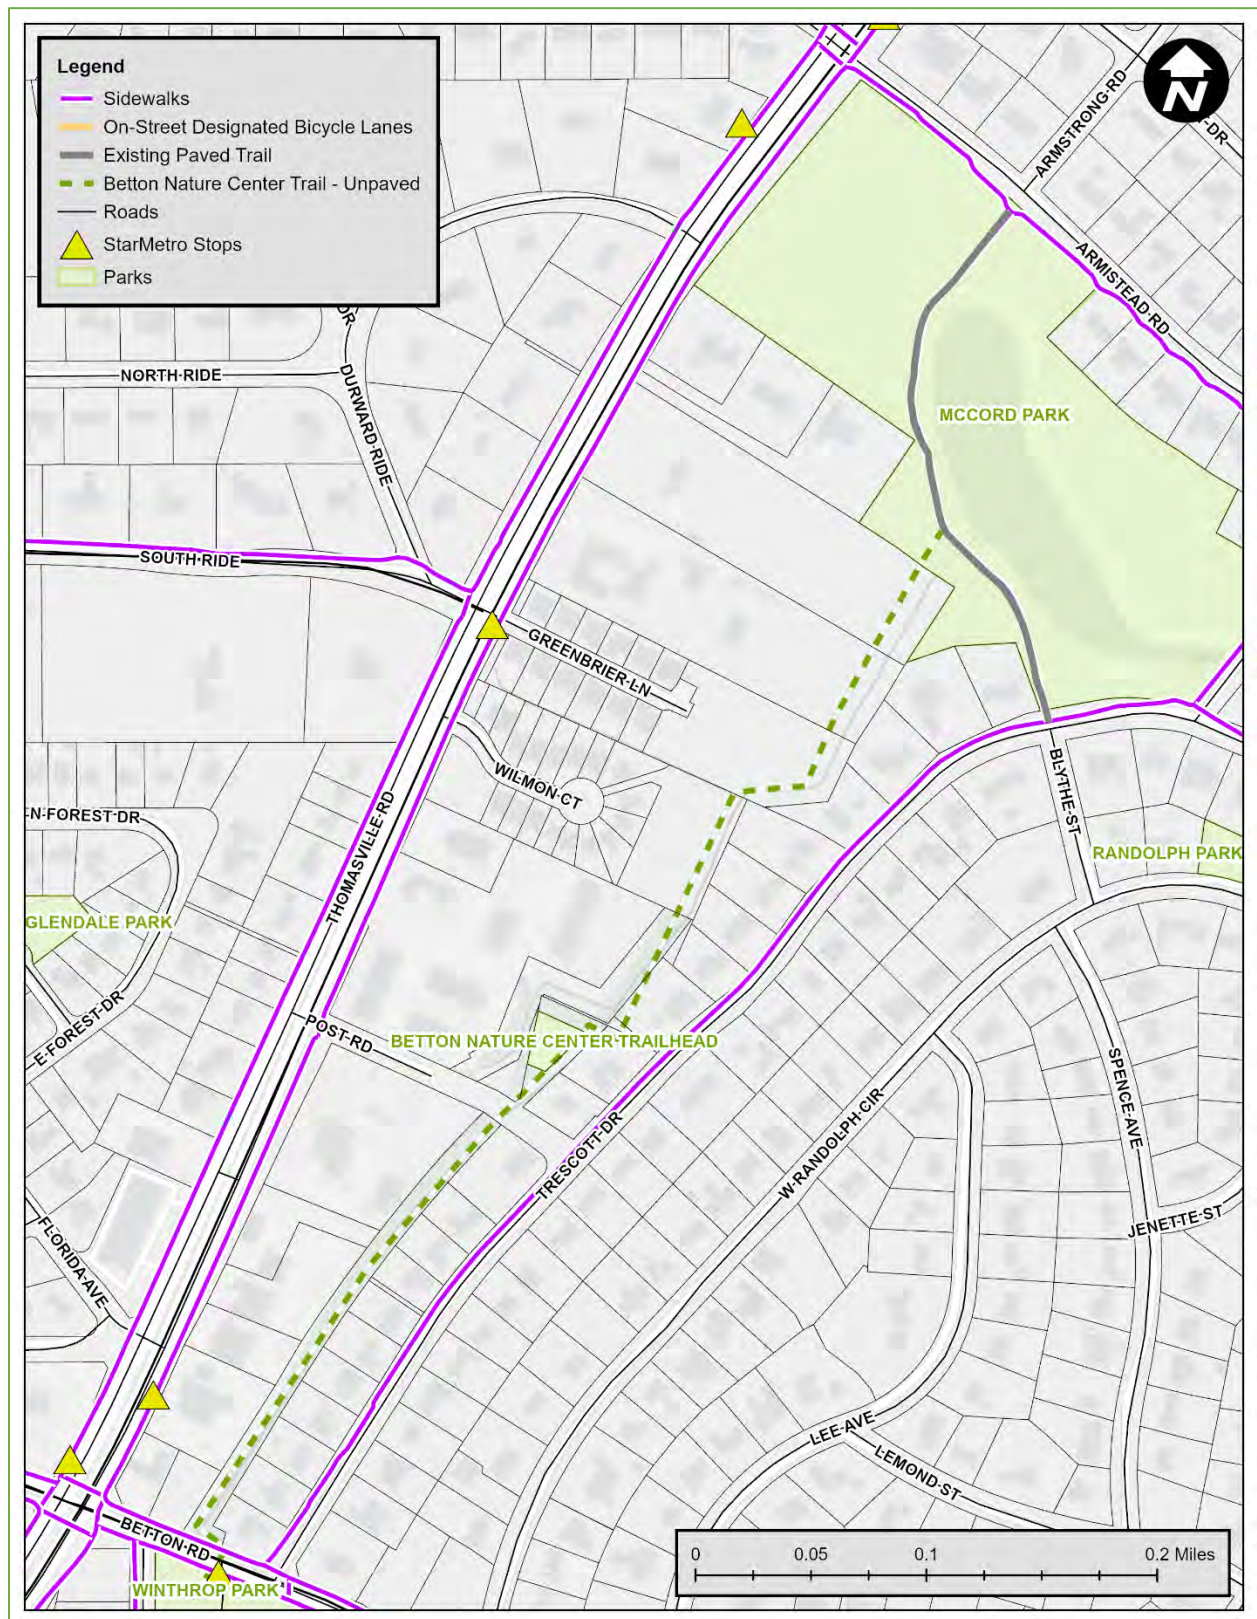 Legend
Sidewalks
On-Street Designated Bicycle Lanes
Existing Paved Trail
Betton Nature Center Trail - Unpaved
Roads
StarMetro Stops
Parks
N
ARMSTRONG RD
DR
ARMISTEAD RD
DR
NORTH RIDE
DURWARD RIDE
MCCORD PARK
SOUTH RIDE
GREENBRIER LN
WILMON CT
BLYTHE ST
THOMASVILLE RD
N FOREST DR
RANDOLPH PARK
GLENDALE PARK
E FOREST DR
POST RD
BETTON NATURE CENTER TRAILHEAD
SPENCE AVE
W RANDOLPH CIR
TRESCOTT DR
JENETTE ST
FLORIDA AVE
LEE AVE
LEMOND ST
BETTON RD
WINTHROP PARK
0 0.05 0.1 0.2 Miles